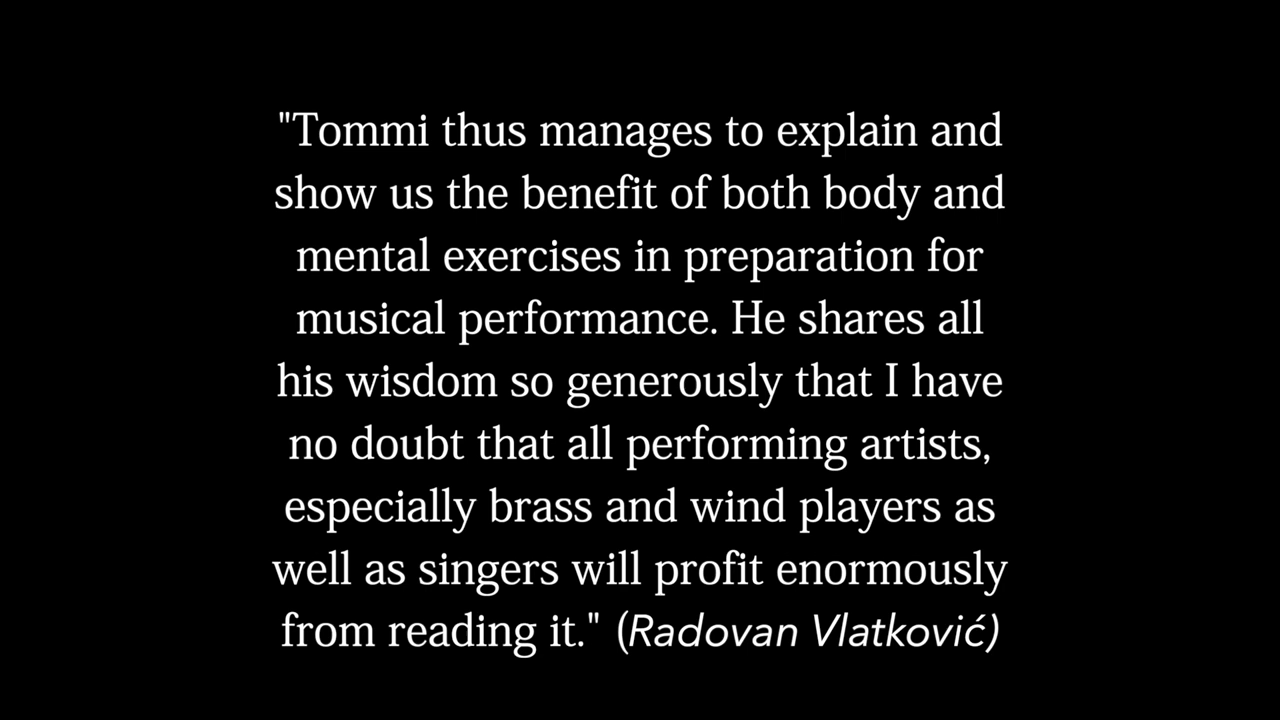 "Tommi thus manages to explain and
show us the benefit of both body and
mental exercises in preparation for
musical performance. He shares all
his wisdom so generously that I have
no doubt that all performing artists,
especially brass and wind players as
well as singers will profit enormously
from reading it." (Radovan Vlatković)